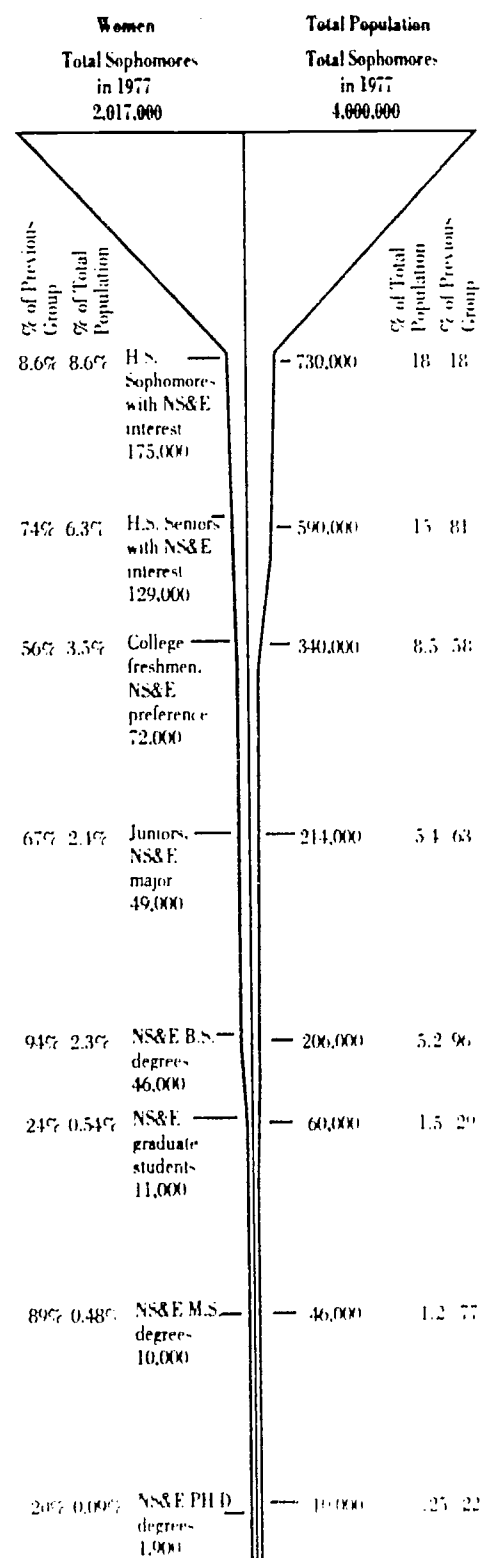 Women
Total Sophomores
in 1977
2,017,000
Total Population
Total Sophomores
in 1977
4,000,000
% of Previous
Group
% of Total
Population
% of Total
Population
% of Previous
Group
8.6% 8.6% H.S. Sophomores with NS&E interest 175,000
730,000 18 18
74% 6.3% H.S. Seniors with NS&E interest 129,000
590,000 15 81
56% 3.5% College freshmen, NS&E preference 72,000
340,000 8.5 58
67% 2.4% Juniors, NS&E major 49,000
214,000 5.4 63
94% 2.3% NS&E B.S. degrees 46,000
206,000 5.2 96
24% 0.54% NS&E graduate students 11,000
60,000 1.5 29
89% 0.48% NS&E M.S. degrees 10,000
46,000 1.2 77
20% 0.09% NS&E PH.D degrees 1,900
.25 22